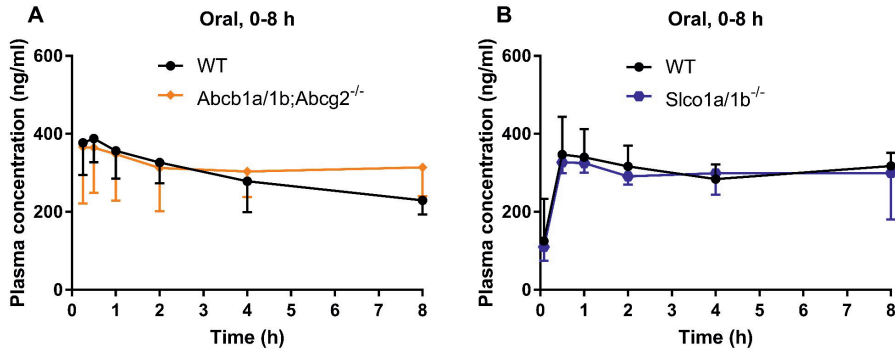 A
Oral, 0-8 h
Plasma concentration (ng/ml)
600
400
200
0
WT
Abcb1a/1b;Abcg2-/-
0 1 2 3 4 5 6 7 8
Time (h)
B
Oral, 0-8 h
Plasma concentration (ng/ml)
600
400
200
0
WT
Slco1a/1b-/-
0 1 2 3 4 5 6 7 8
Time (h)